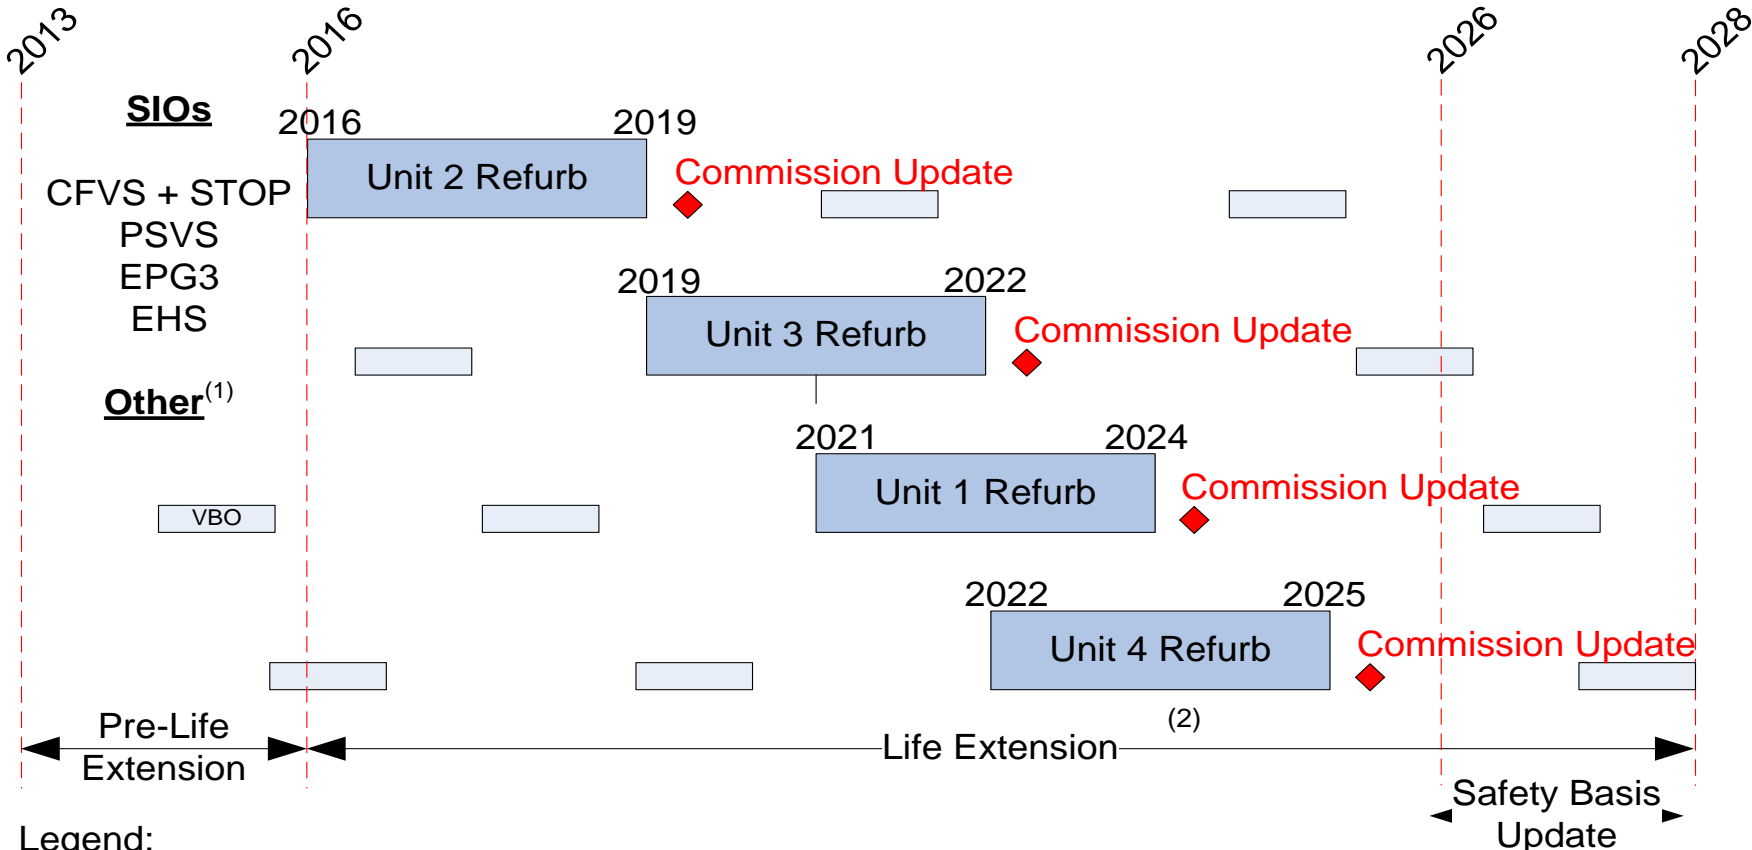 2013
2016
2026
2028
SIOs
2016
2019
Unit 2 Refurb
Commission Update
CFVS + STOP
PSVS
EPG3
EHS
2019
2022
Unit 3 Refurb
Commission Update
Other(1)
2021
2024
Unit 1 Refurb
Commission Update
VBO
2022
2025
Unit 4 Refurb
Commission Update
(2)
Pre-Life
Extension
Life Extension
Safety Basis
Update
Legend: